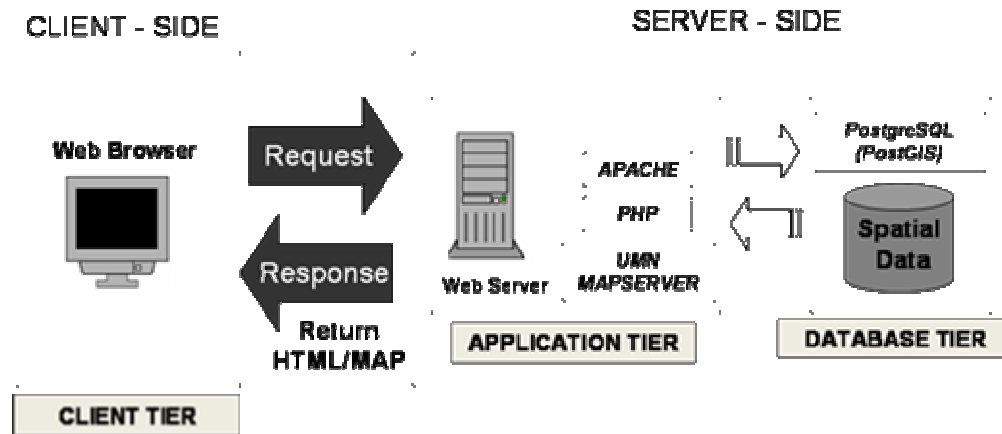 CLIENT - SIDE
SERVER - SIDE
Web Browser
Request
Response
Return
HTML/MAP
CLIENT TIER
Web Server
APACHE
PHP
UMN
MAPSERVER
APPLICATION TIER
PostgreSQL
(PostGIS)
Spatial
Data
DATABASE TIER